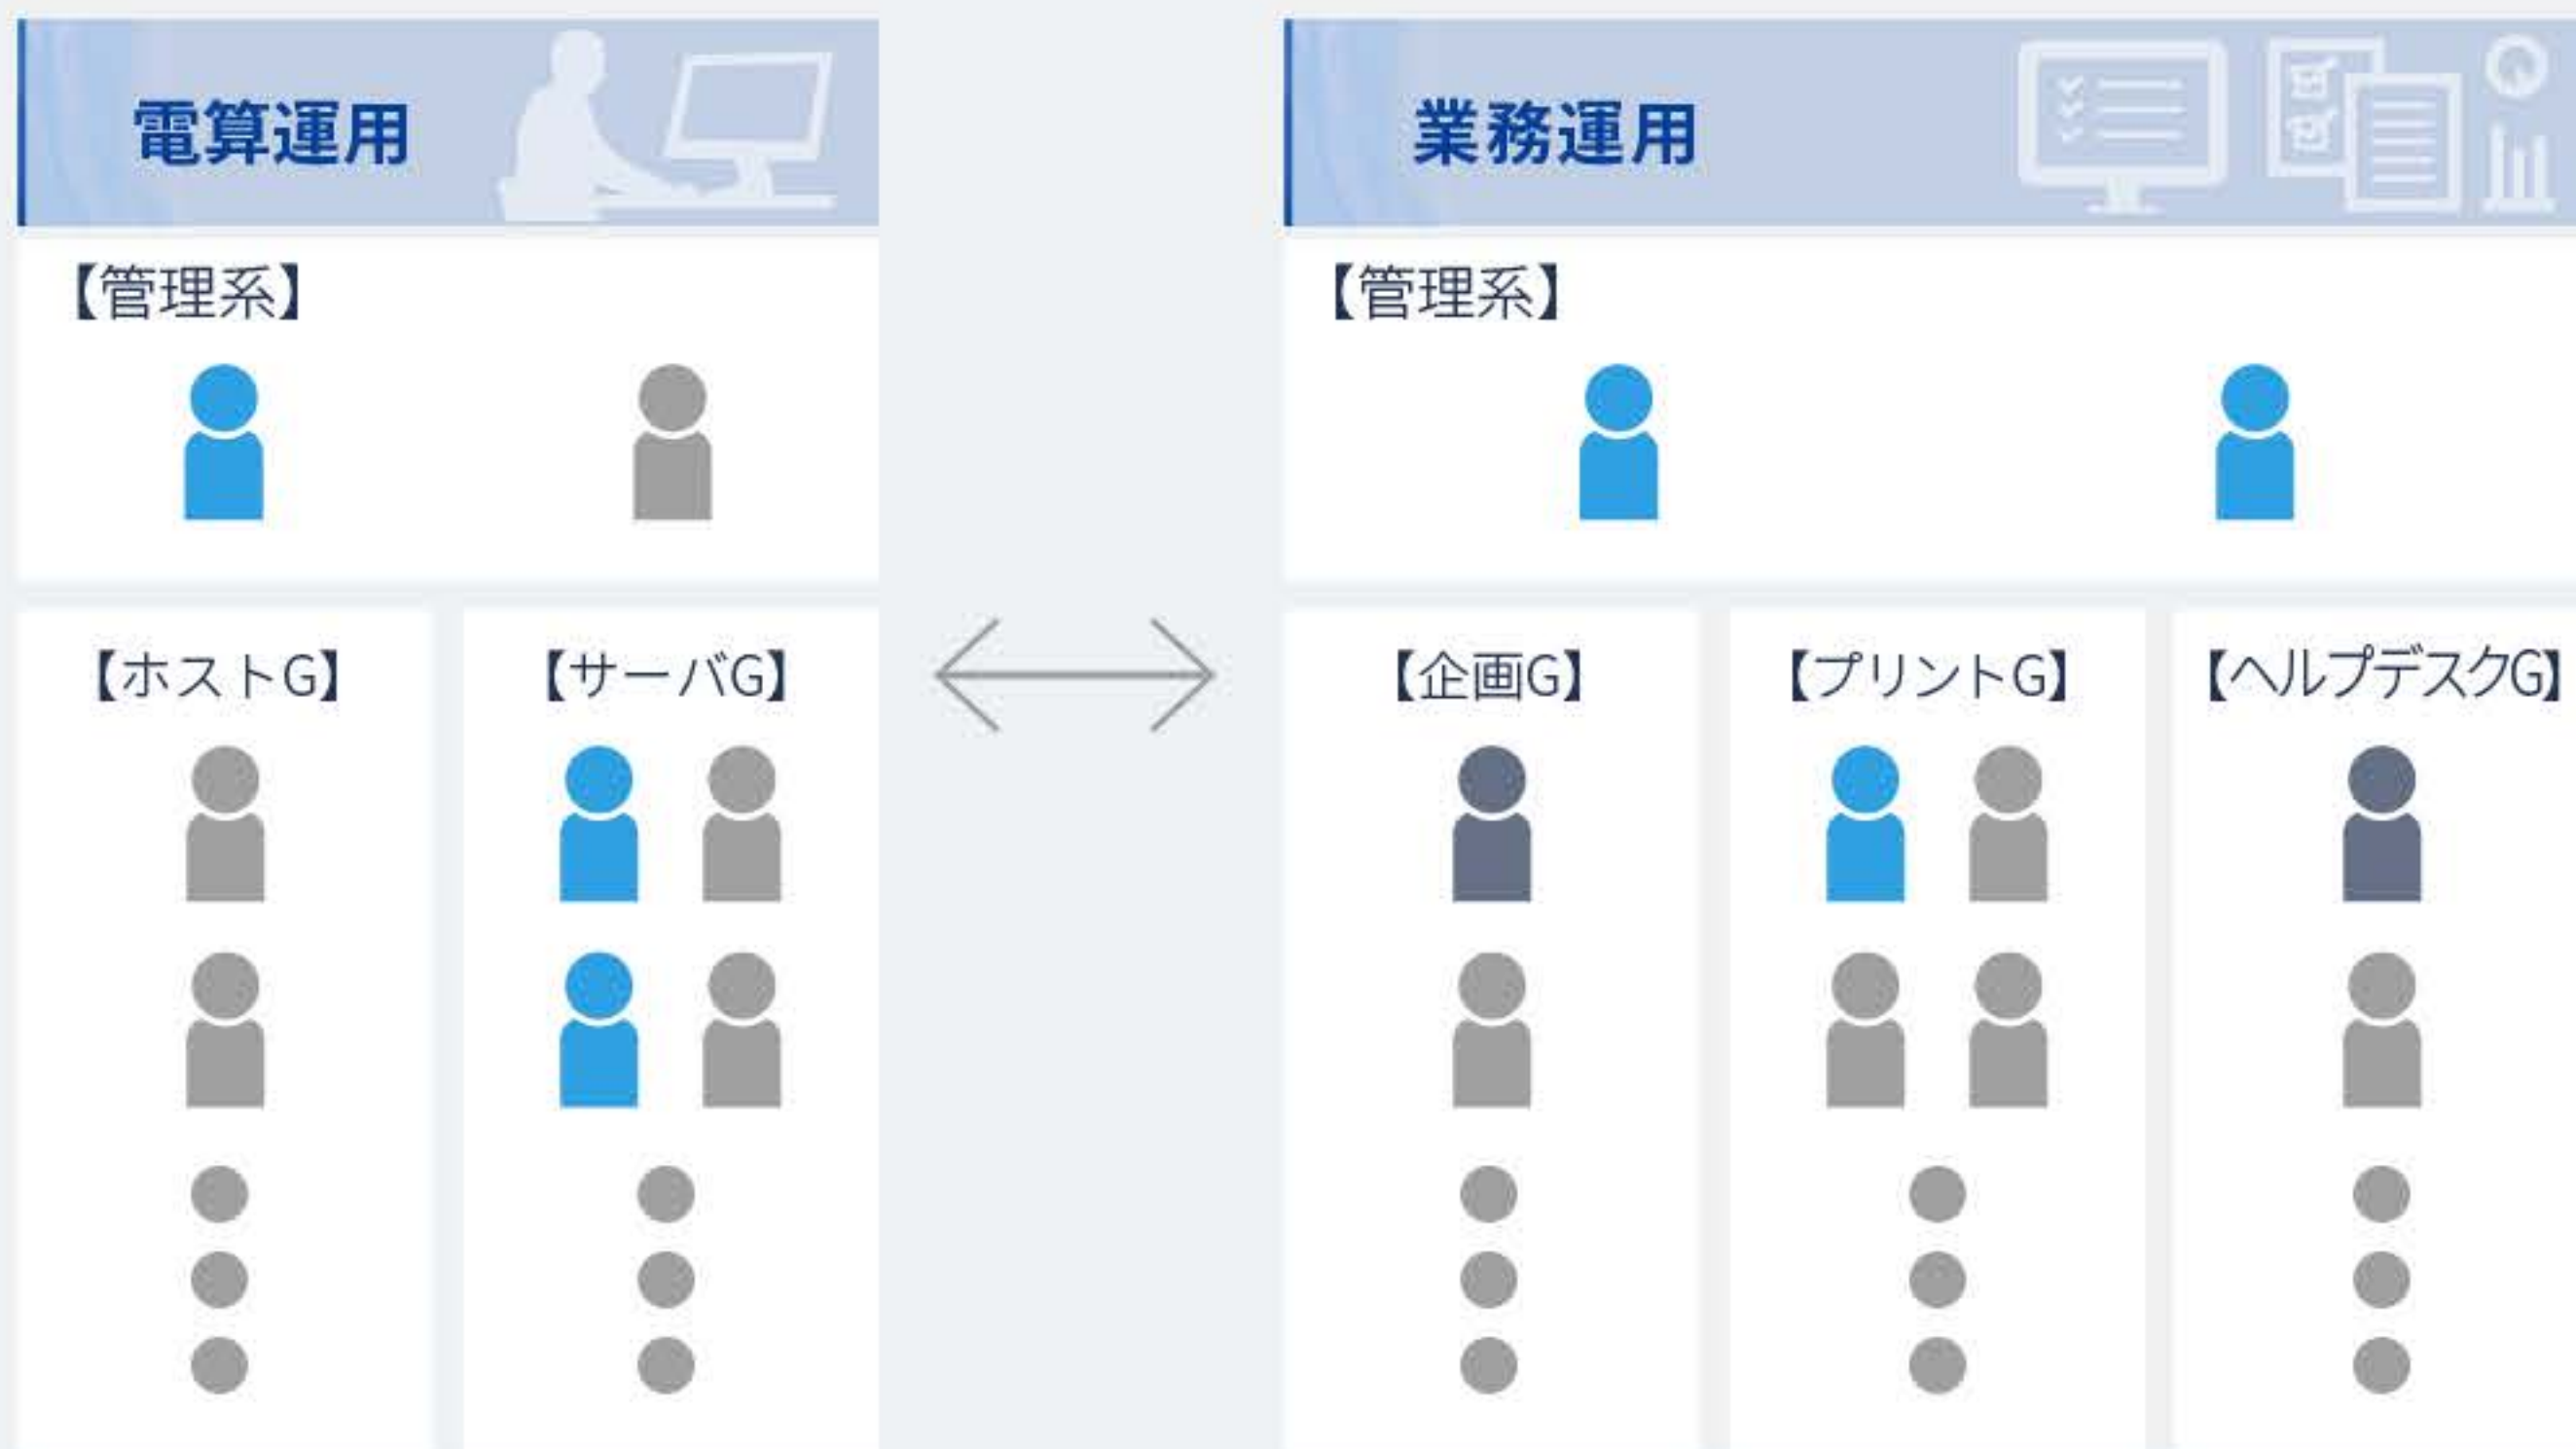 電算運用
【管理系】
【ホストG】
【サーバG】
業務運用
【管理系】
【企画G】
【プリントG】
【ヘルプデスクG】